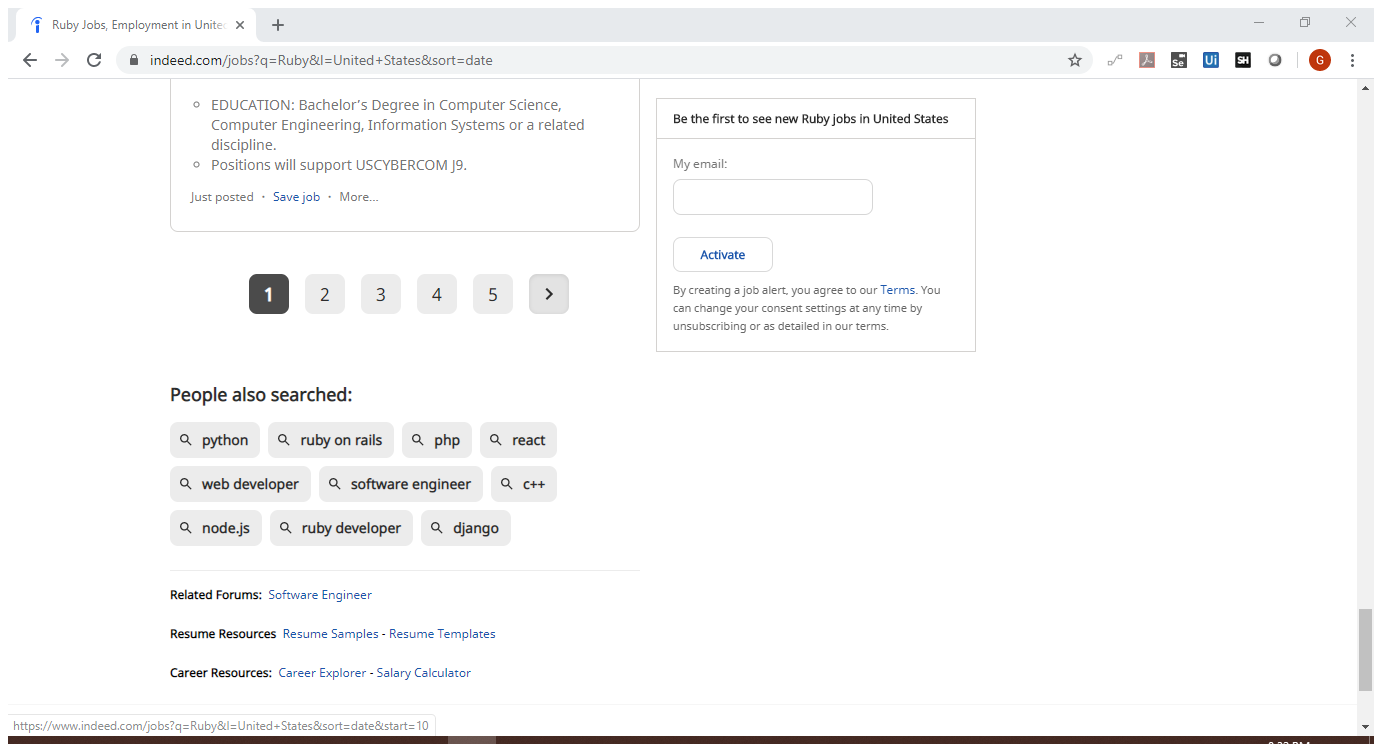 Ruby Jobs, Employment in United
indeed.com/jobs?q=Ruby&l=United+States&sort=date
Se
Ui
SH
G
EDUCATION: Bachelor's Degree in Computer Science,
Computer Engineering, Information Systems or a related
discipline.
Positions will support USCYBERCOM J9.
Just posted · Save job · More...
1 2 3 4 5
Be the first to see new Ruby jobs in United States
My email:
Activate
By creating a job alert, you agree to our Terms. You
can change your consent settings at any time by
unsubscribing or as detailed in our terms.
People also searched:
python ruby on rails php react
web developer software engineer c++
node.js ruby developer django
Related Forums: Software Engineer
Resume Resources Resume Samples - Resume Templates
Career Resources: Career Explorer - Salary Calculator
https://www.indeed.com/jobs?q=Ruby&l=United+States&sort=date&start=10